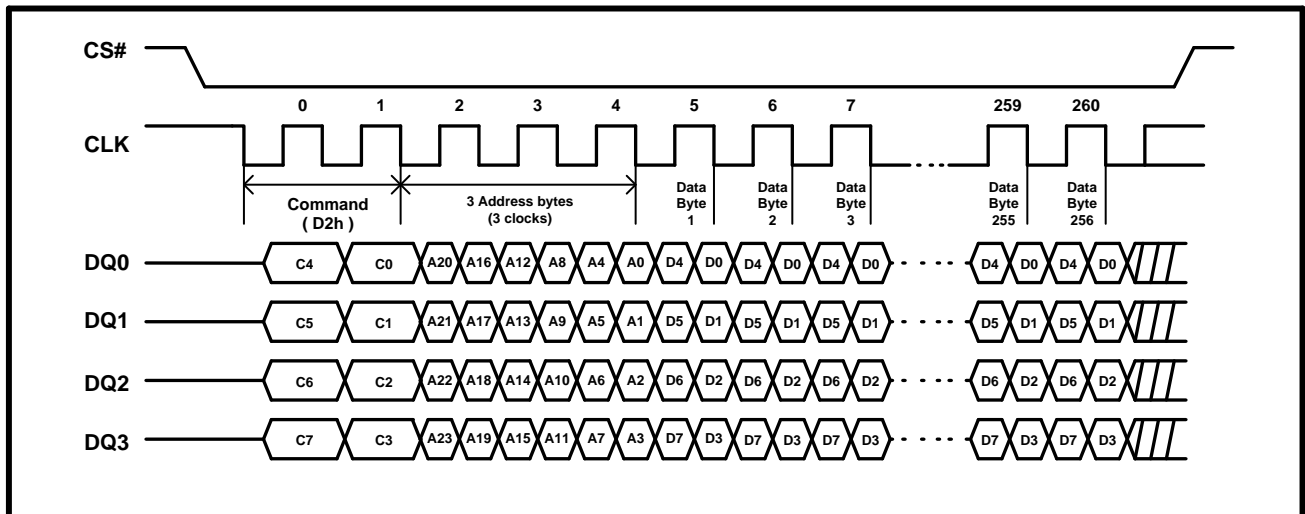 CS#
0 1 2 3 4 5 6 7 259 260
CLK
Command
( D2h )
3 Address bytes
(3 clocks)
Data
Byte
1
Data
Byte
2
Data
Byte
3
Data
Byte
255
Data
Byte
256
DQ0 C4 C0 A20 A16 A12 A8 A4 A0 D4 D0 D4 D0 D4 D0 D4 D0 D4 D0
DQ1 C5 C1 A21 A17 A13 A9 A5 A1 D5 D1 D5 D1 D5 D1 D5 D1 D5 D1
DQ2 C6 C2 A22 A18 A14 A10 A6 A2 D6 D2 D6 D2 D6 D2 D6 D2 D6 D2
DQ3 C7 C3 A23 A19 A15 A11 A7 A3 D7 D3 D7 D3 D7 D3 D7 D3 D7 D3